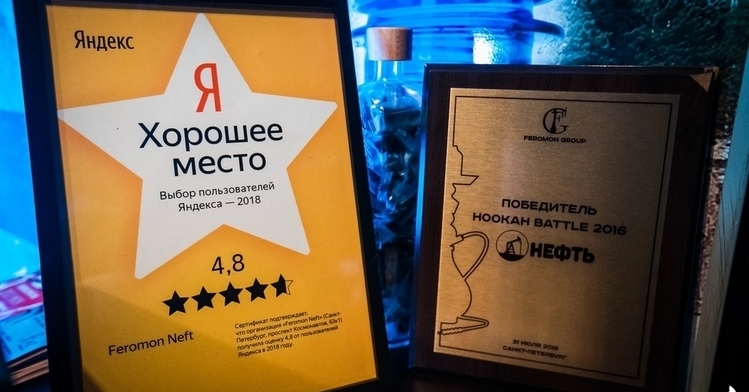 Яндекс
Я
Хорошее
место
Выбор пользователей
Яндекса — 2018
4,8
Feromon Neft
Сертификат подтверждает,
что организация «Feromon Neft» (Санкт-
Петербург, проспект Космонавтов, 63к1)
получила оценку 4,8 от пользователей
Яндекса в 2018 году.
FG
FEROMON GROUP
ПОБЕДИТЕЛЬ
HOOKAH BATTLE 2016
НЕФТЬ
31 ИЮЛЯ 2016
САНКТ-ПЕТЕРБУРГ